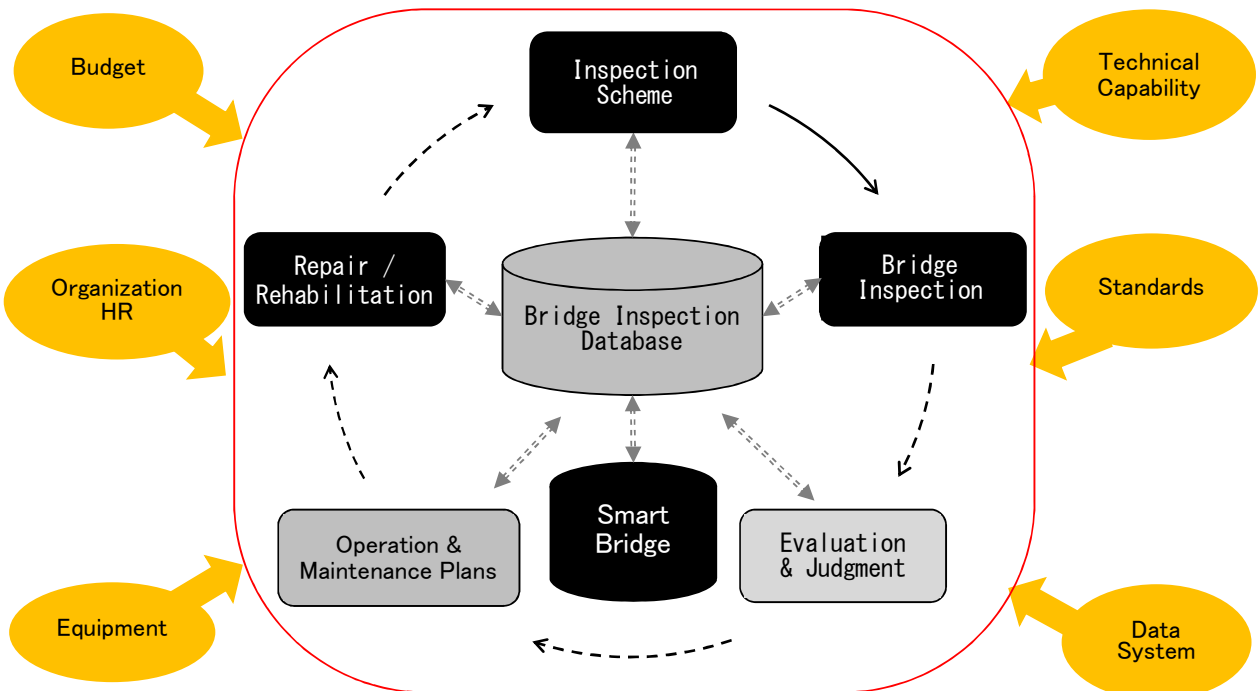 Budget
Inspection
Scheme
Technical
Capability
Repair /
Rehabilitation
Bridge
Inspection
Organization
HR
Standards
Bridge Inspection
Database
Operation &
Maintenance Plans
Smart
Bridge
Evaluation
& Judgment
Equipment
Data
System